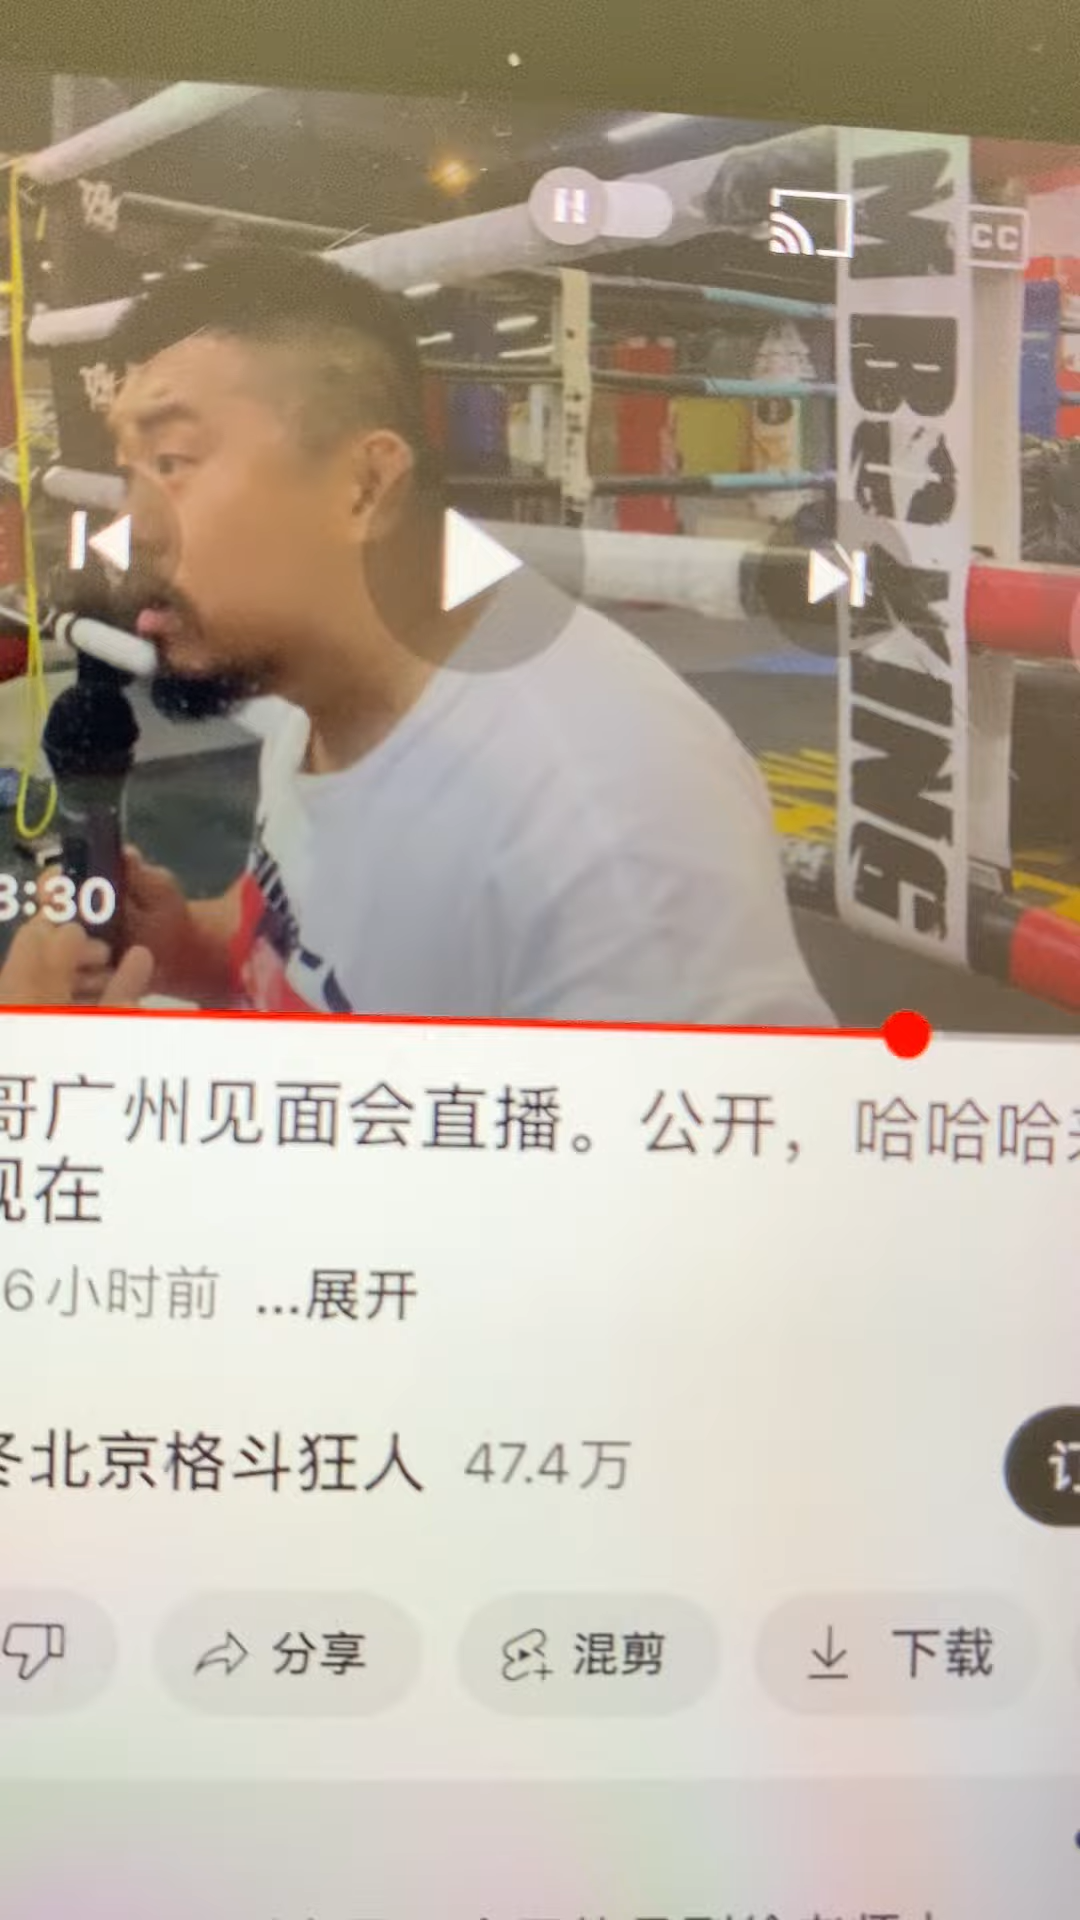 CC
M BOXING
3:30
哥广州见面会直播。公开，哈哈哈
现在
6小时前 ...展开
冬北京格斗狂人 47.4万
订
分享
混剪
下载